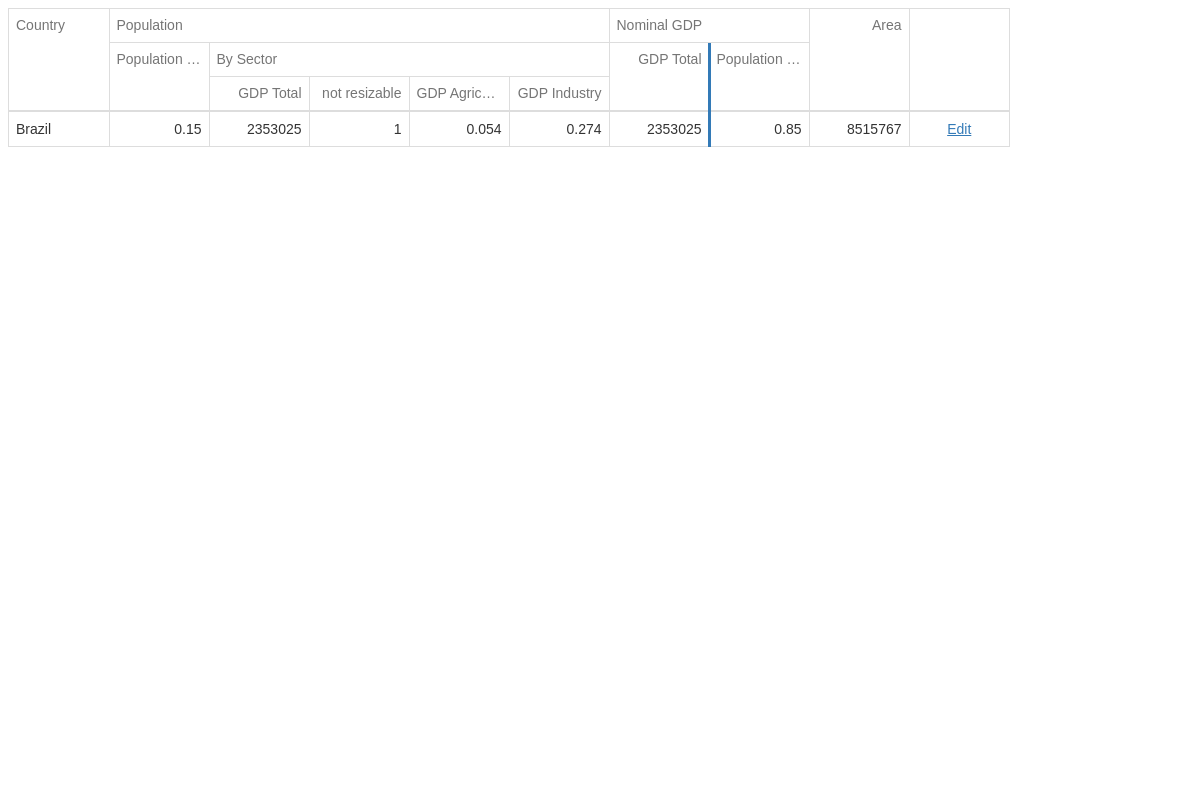 Country Population Nominal GDP Area
Population … By Sector GDP Total Population …
GDP Total not resizable GDP Agric… GDP Industry
Brazil 0.15 2353025 1 0.054 0.274 2353025 0.85 8515767 Edit